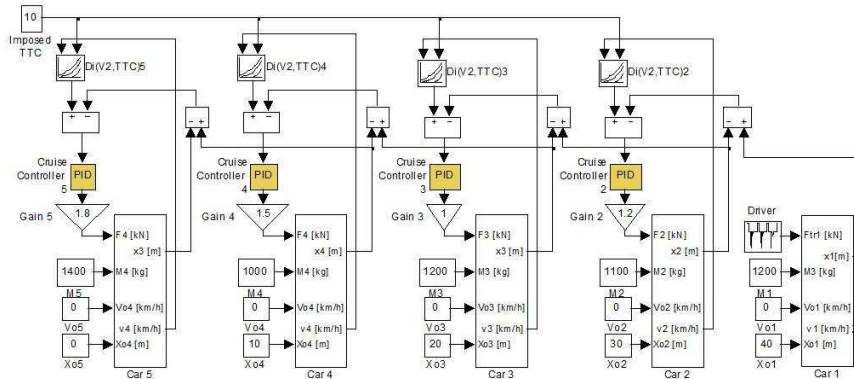 10
Imposed
TTC
Di(V2,TTC)5
Di(V2,TTC)4
Di(V2,TTC)3
Di(V2,TTC)2
+ -
- +
+ -
- +
+ -
- +
+ -
- +
Cruise
Controller
5
PID
Cruise
Controller
4
PID
Cruise
Controller
3
PID
Cruise
Controller
2
PID
Gain 5
1.8
Gain 4
1.5
Gain 3
1
Gain 2
1.2
Driver
F4 [kN]
x3 [m]
1400
M4 [kg]
M5
0
Vo4 [km/h]
Vo5
v4 [km/h]
0
Xo4 [m]
Xo5
Car 5
F4 [kN]
x4 [m]
1000
M4 [kg]
M4
0
Vo4 [km/h]
Vo4
v4 [km/h]
10
Xo4 [m]
Xo4
Car 4
F3 [kN]
x3 [m]
1200
M3 [kg]
M3
0
Vo3 [km/h]
Vo3
v3 [km/h]
20
Xo3 [m]
Xo3
Car 3
F2 [kN]
x2 [m]
1100
M2 [kg]
M2
0
Vo2 [km/h]
Vo2
v2 [km/h]
30
Xo2 [m]
Xo2
Car 2
Ftr1 [kN]
x1[m]
1200
M3 [kg]
M1
0
Vo1 [km/h]
Vo1
v1 [km/h]
40
Xo1 [m]
Xo1
Car 1